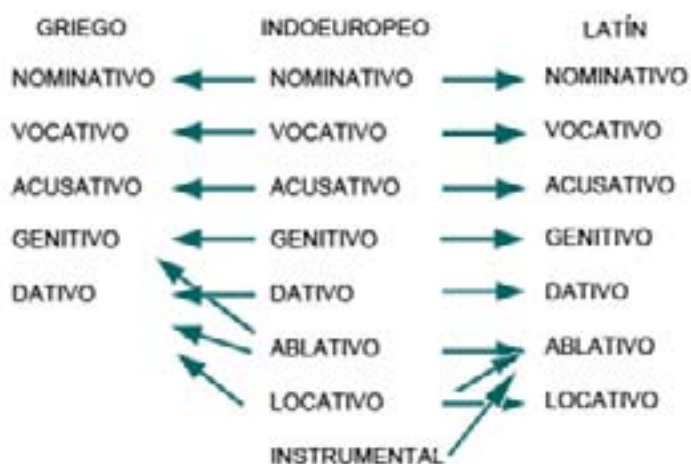 GRIEGO INDOEUROPEO LATÍN
NOMINATIVO NOMINATIVO NOMINATIVO
VOCATIVO VOCATIVO VOCATIVO
ACUSATIVO ACUSATIVO ACUSATIVO
GENITIVO GENITIVO GENITIVO
DATIVO DATIVO DATIVO
ABLATIVO ABLATIVO
LOCATIVO LOCATIVO
INSTRUMENTAL